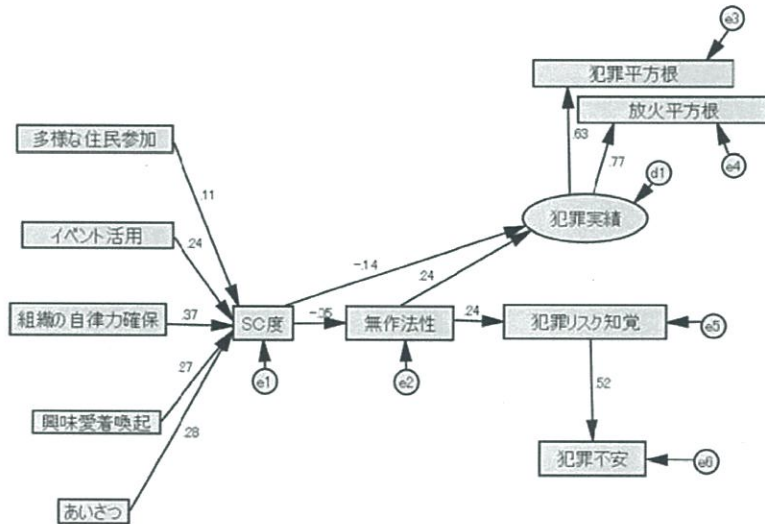 e3
犯罪平方根
放火平方根
多様な住民参加
.63
.77
e4
d1
.11
犯罪実績
イベント活用
.24
-.14
.24
組織の自律力確保
.37
SC度
無作法性
.24
犯罪リスク知覚
e5
e1
e2
.27
.52
興味愛着喚起
.28
犯罪不安
e6
あいさつ